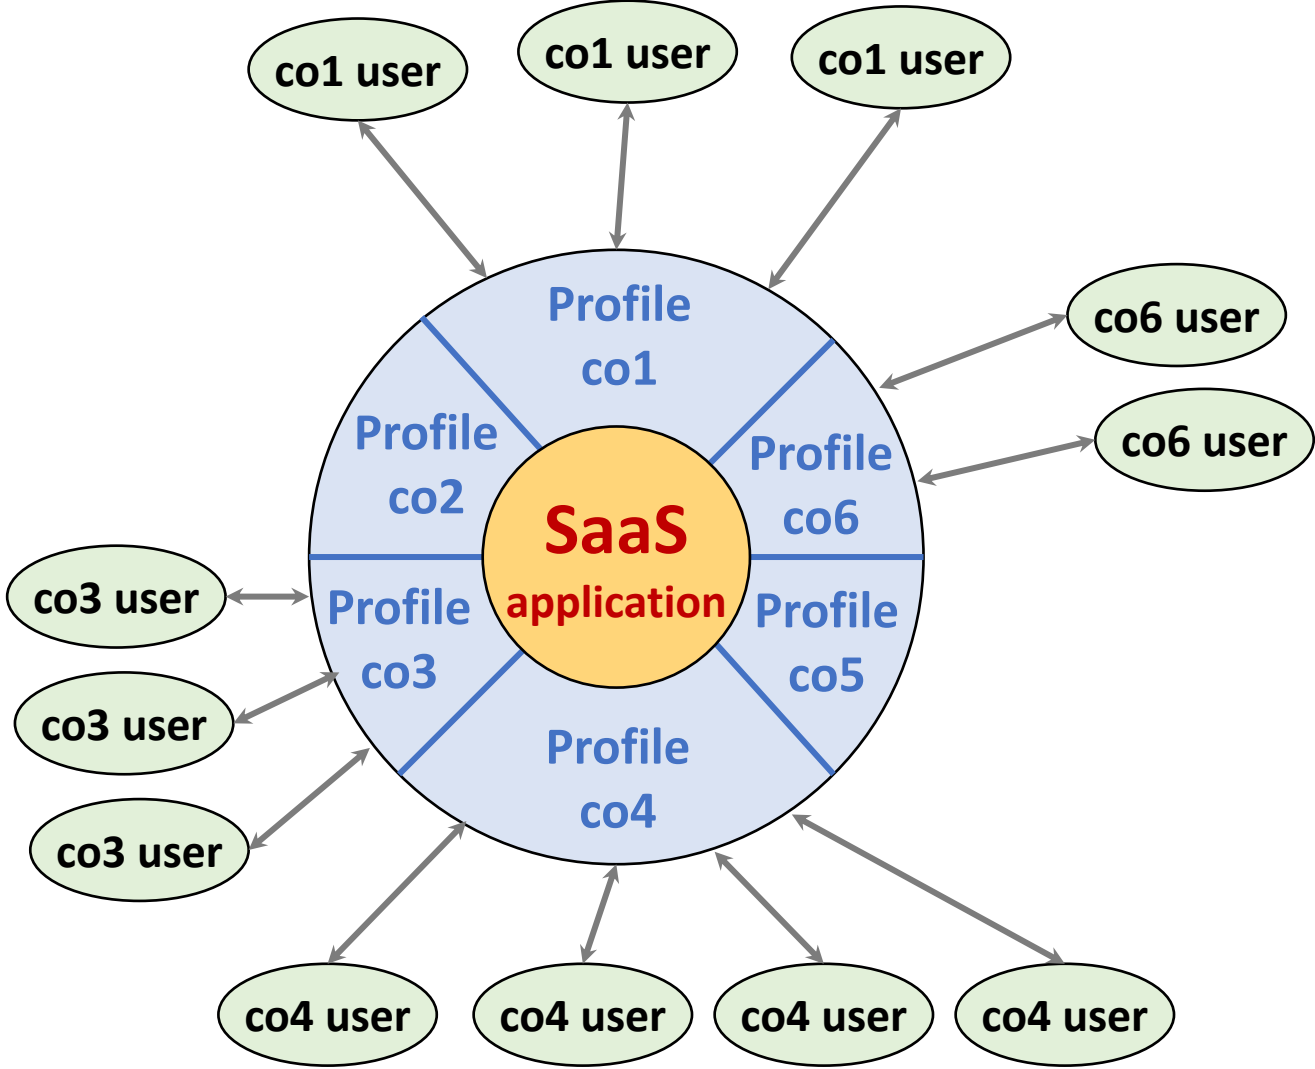 co1 user
co1 user
co1 user
Profile
co1
co6 user
co6 user
Profile
co2
Profile
co6
SaaS
application
co3 user
co3 user
co3 user
Profile
co3
Profile
co5
Profile
co4
co4 user
co4 user
co4 user
co4 user